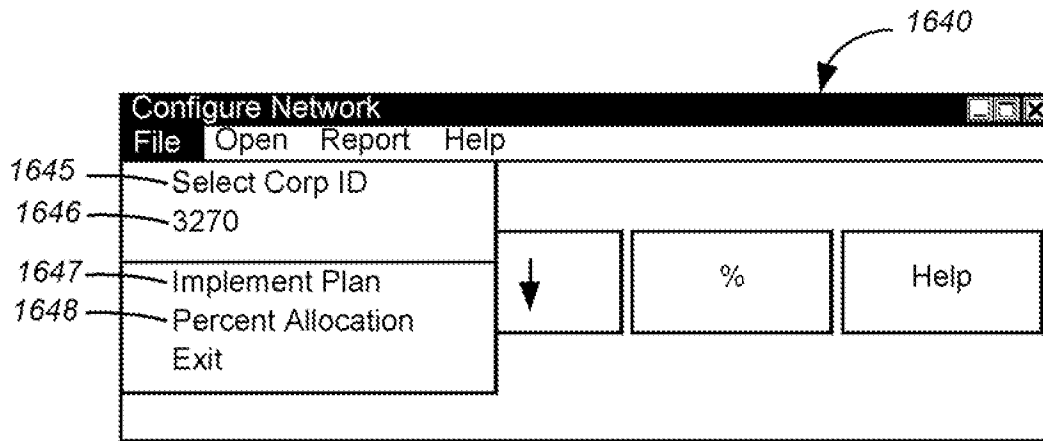 1640
Configure Network
File Open Report Help
1645 Select Corp ID
1646 3270
1647 Implement Plan
1648 Percent Allocation
Exit
% Help